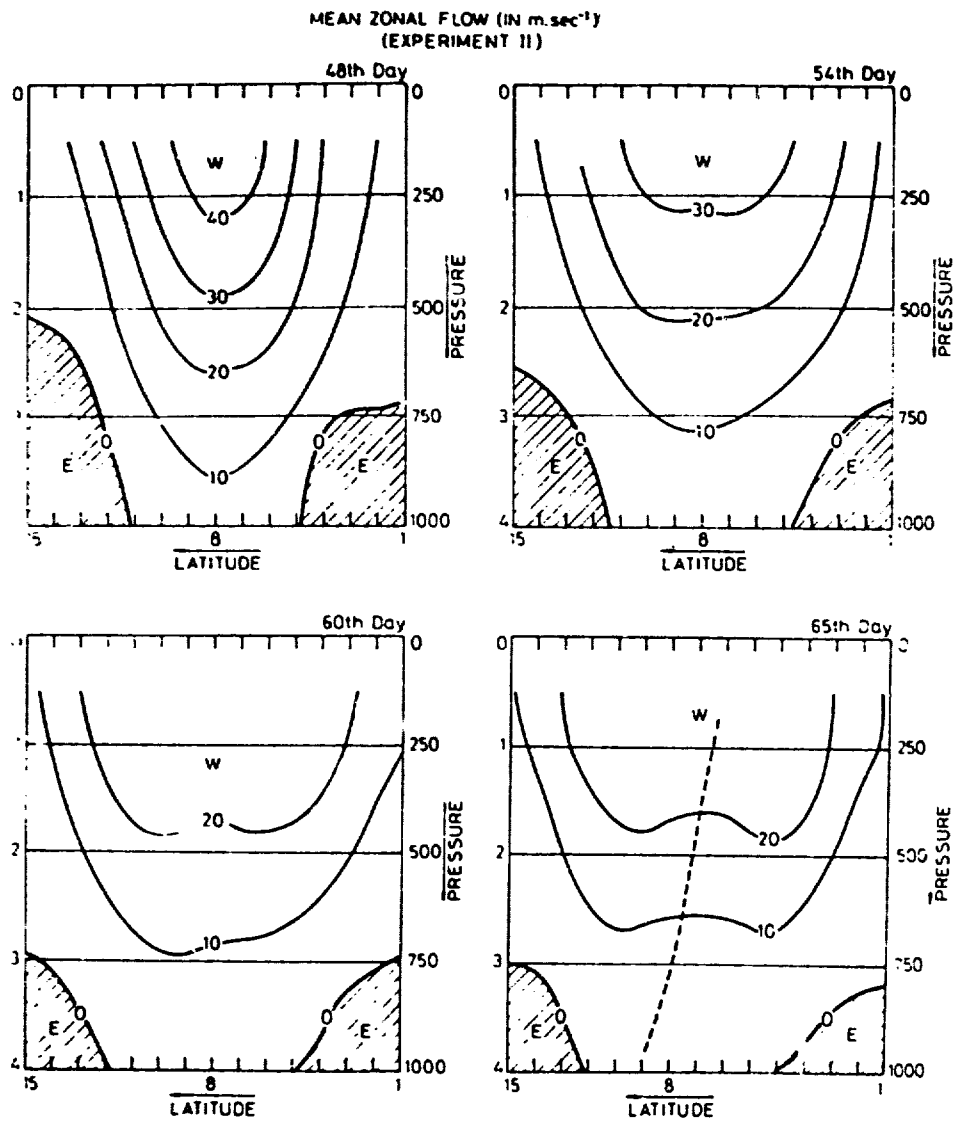 MEAN ZONAL FLOW (IN m.sec⁻¹)
(EXPERIMENT II)
48th Day
0 0
W
1 250
40
30
2 500
20
PRESSURE
750
0 0
E E
10
1000
15 8 1
LATITUDE
54th Day
0 0
W
1 250
30
2 500
20
PRESSURE
3 750
10
0 0
E E
4 1000
15 8 1
LATITUDE
60th Day
0
250
W
20
2 500
PRESSURE
10
3 750
0 0
E E
4 1000
15 8 1
LATITUDE
65th Day
0
W
1 250
20
2 500
PRESSURE
10
3 750
0 0
E E
4 1000
15 8 1
LATITUDE